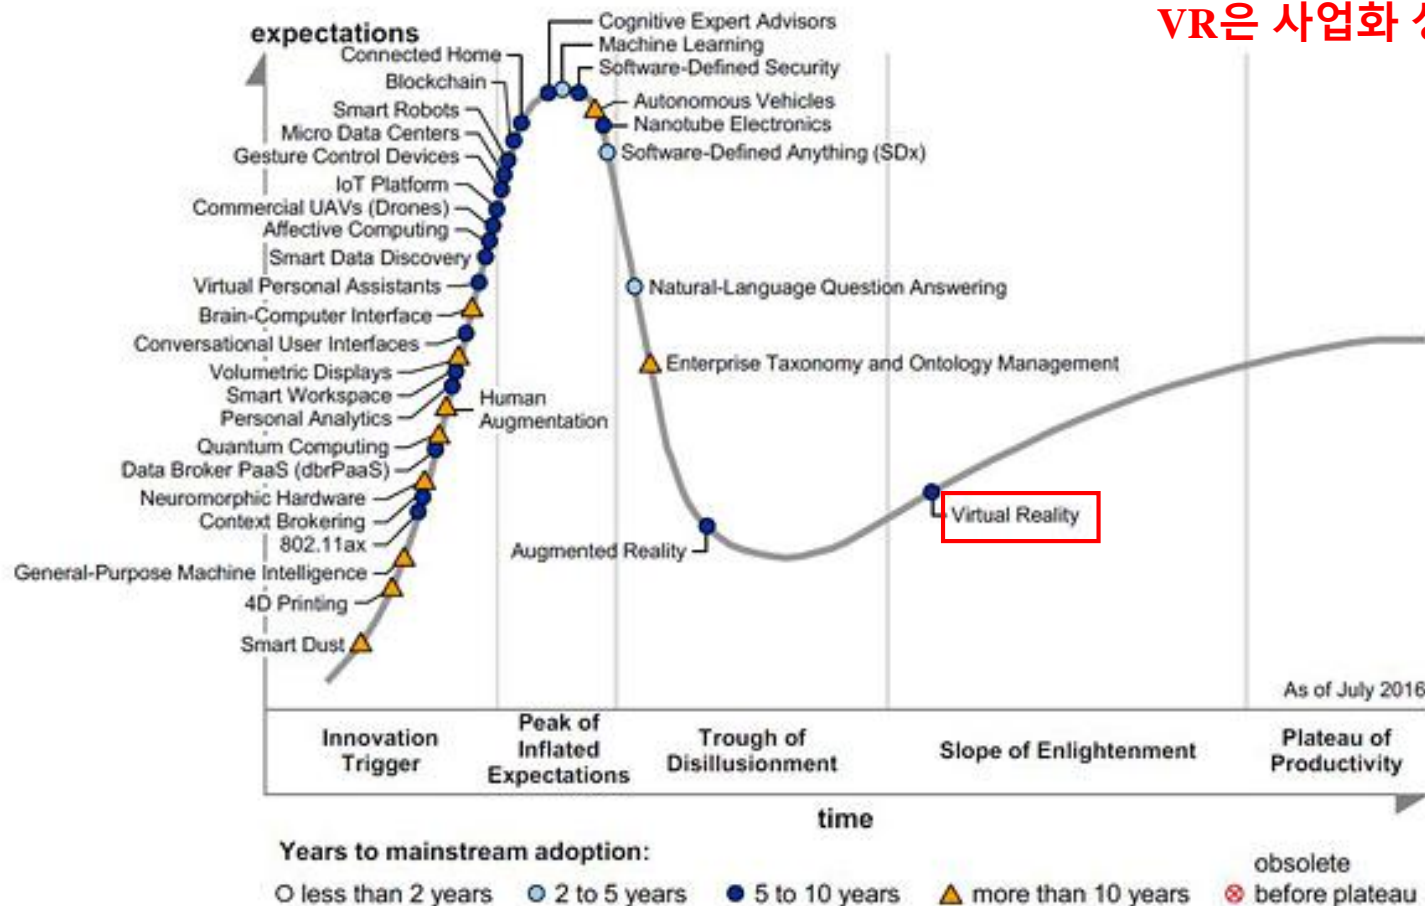 VR은 사업화
expectations
Cognitive Expert Advisors
Machine Learning
Software-Defined Security
Connected Home
Blockchain
Smart Robots
Micro Data Centers
Gesture Control Devices
IoT Platform
Commercial UAVs (Drones)
Affective Computing
Smart Data Discovery
Virtual Personal Assistants
Brain-Computer Interface
Conversational User Interfaces
Volumetric Displays
Smart Workspace
Personal Analytics
Quantum Computing
Data Broker PaaS (dbrPaaS)
Neuromorphic Hardware
Context Brokering
802.11ax
General-Purpose Machine Intelligence
4D Printing
Smart Dust
Human
Augmentation
Autonomous Vehicles
Nanotube Electronics
Software-Defined Anything (SDx)
Natural-Language Question Answering
Enterprise Taxonomy and Ontology Management
Augmented Reality
Virtual Reality
As of July 2016
Innovation
Trigger
Peak of
Inflated
Expectations
Trough of
Disillusionment
Slope of Enlightenment
Plateau of
Productivity
time
Years to mainstream adoption:
less than 2 years
2 to 5 years
5 to 10 years
more than 10 years
obsolete
before plateau